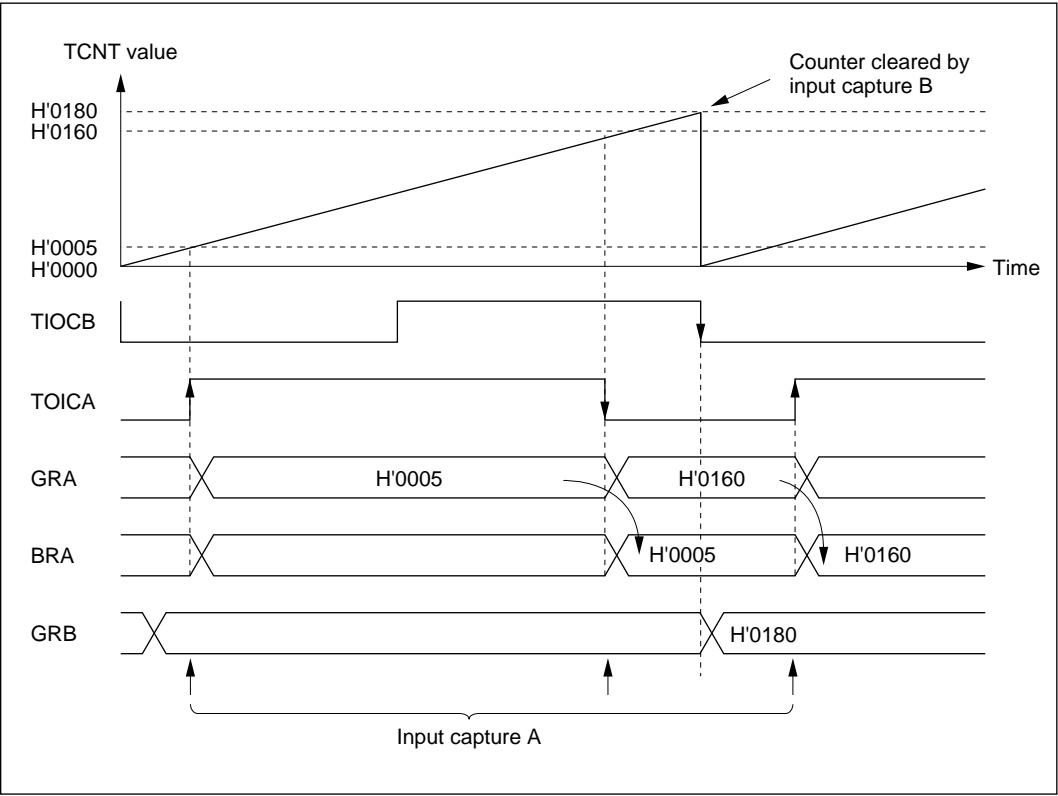 TCNT value
Counter cleared by
input capture B
H'0180
H'0160
H'0005
H'0000
Time
TIOCB
TOICA
GRA
H'0005
H'0160
BRA
H'0005
H'0160
GRB
H'0180
Input capture A